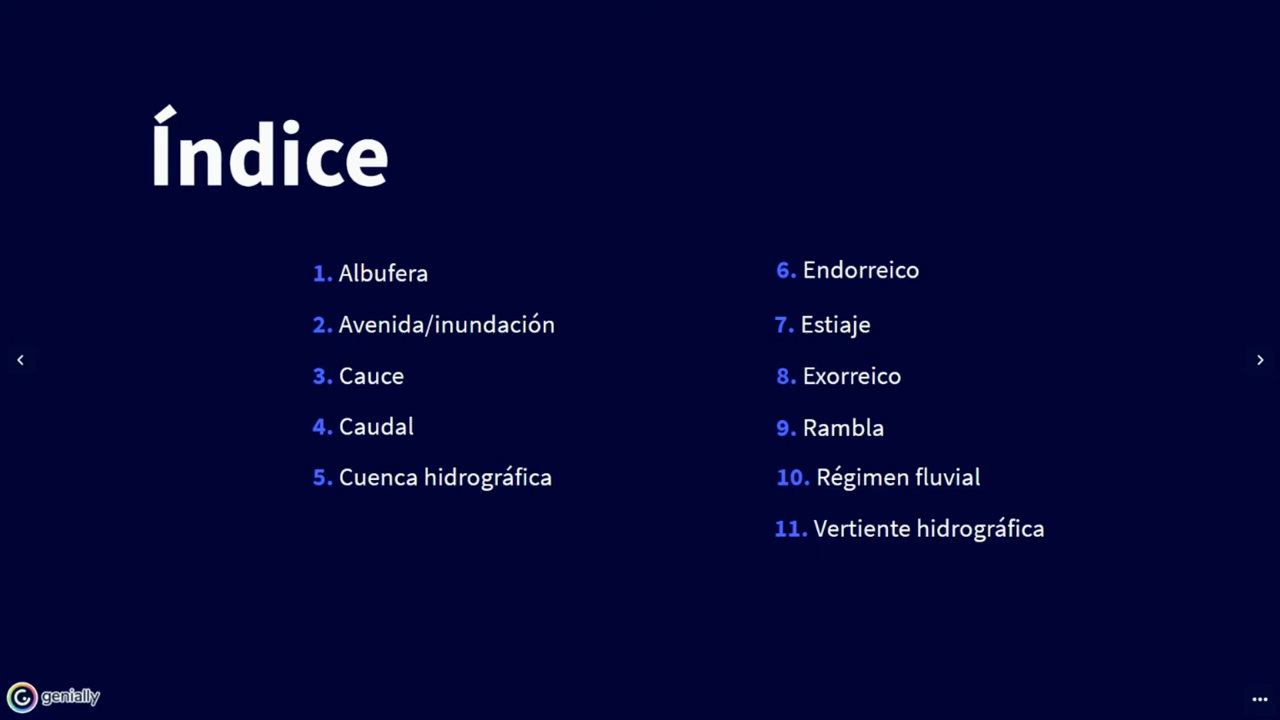 Índice
1. Albufera
2. Avenida/inundación
3. Cauce
4. Caudal
5. Cuenca hidrográfica
6. Endorreico
7. Estiaje
8. Exorreico
9. Rambla
10. Régimen fluvial
11. Vertiente hidrográfica
genially